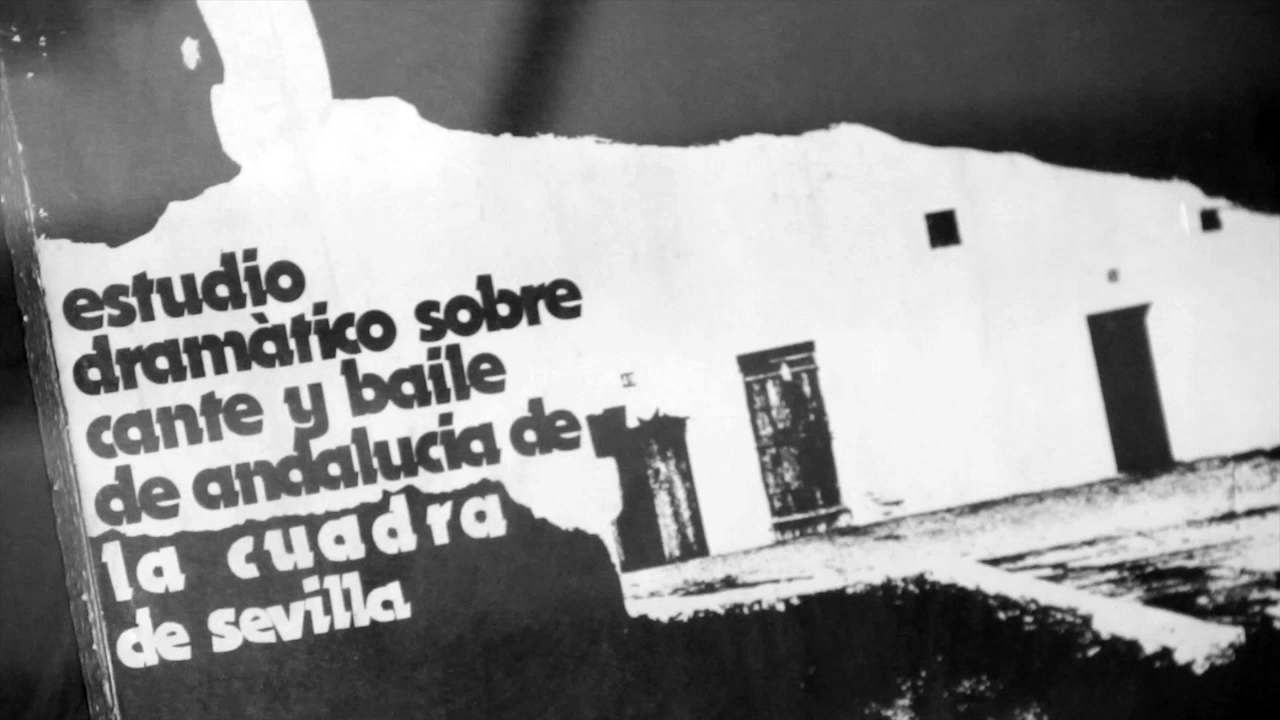 estudio
dramàtico sobre
cante y baile
de andalucia de
la cuadra
de sevilla